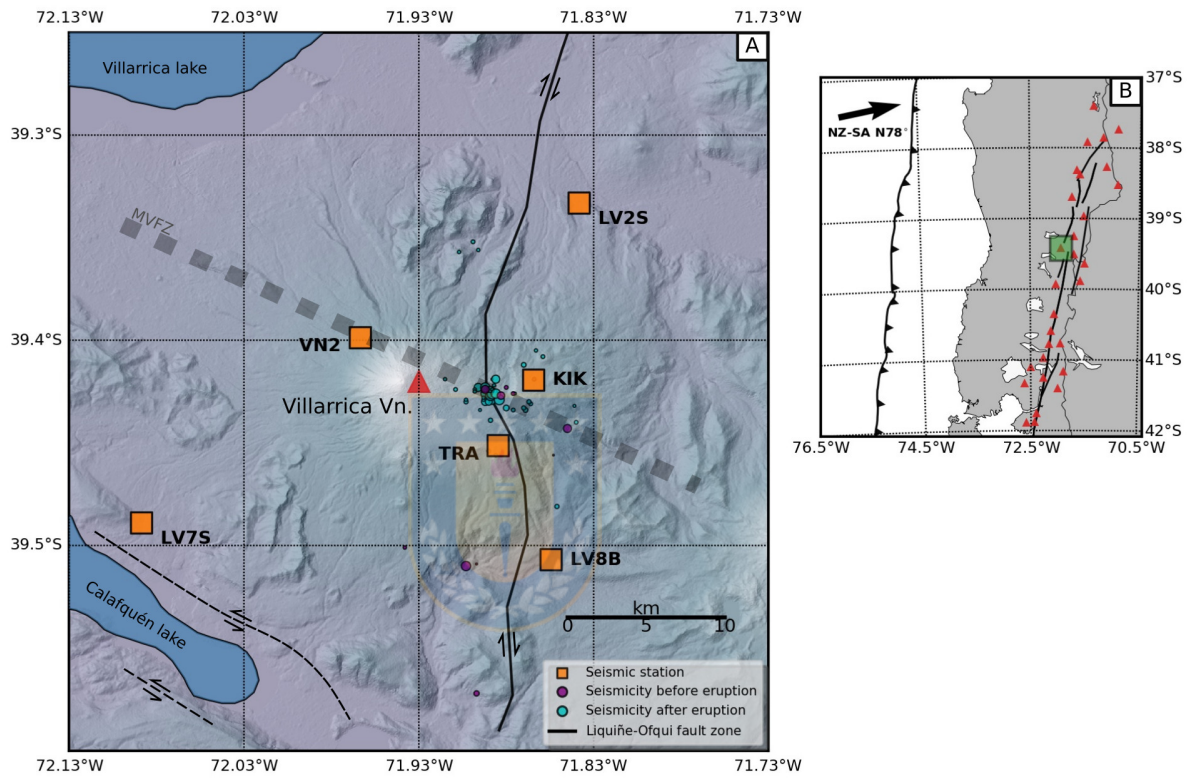 72.13°W 72.03°W 71.93°W 71.83°W 71.73°W
A
Villarrica lake
39.3°S
LV2S
MVFZ
VN2
39.4°S
KIK
Villarrica Vn.
TRA
LV7S
39.5°S
LV8B
Calafquén lake
km
0 5 10
Seismic station
Seismicity before eruption
Seismicity after eruption
Liquiñe-Ofqui fault zone
72.13°W 72.03°W 71.93°W 71.83°W 71.73°W
B
37°S
NZ-SA N78°
38°S
39°S
40°S
41°S
42°S
76.5°W 74.5°W 72.5°W 70.5°W